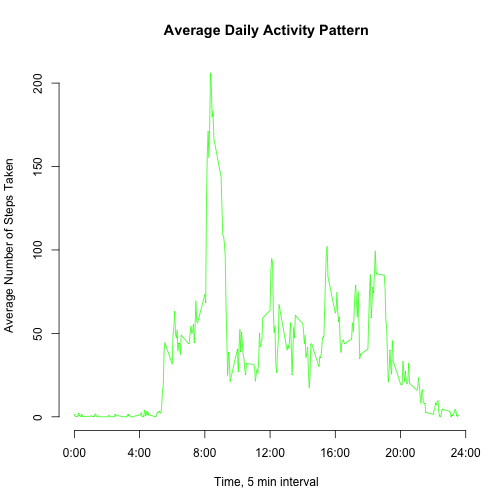 Average Daily Activity Pattern
Average Number of Steps Taken
200
150
100
50
0
0:00 4:00 8:00 12:00 16:00 20:00 24:00
Time, 5 min interval